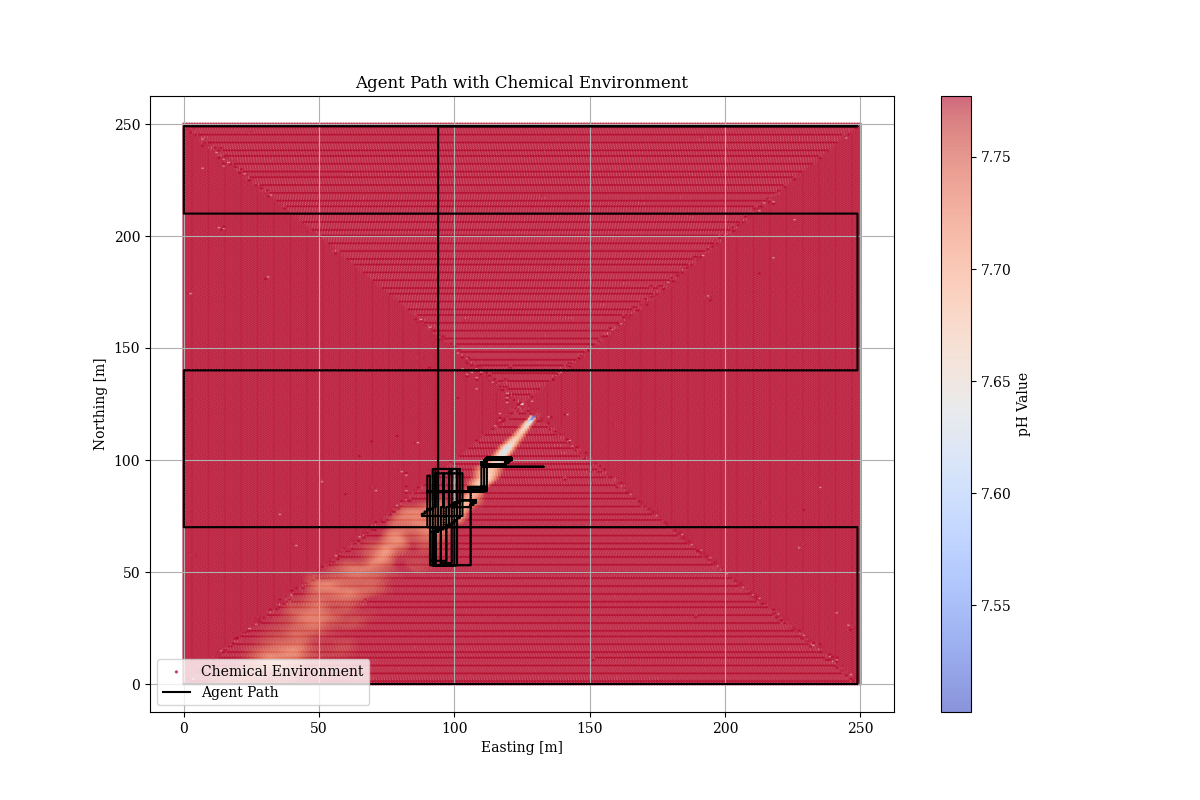 Agent Path with Chemical Environment
250
200
150
100
50
0
Northing [m]
0 50 100 150 200 250
Easting [m]
Chemical Environment
Agent Path
7.75
7.70
7.65
7.60
7.55
pH Value